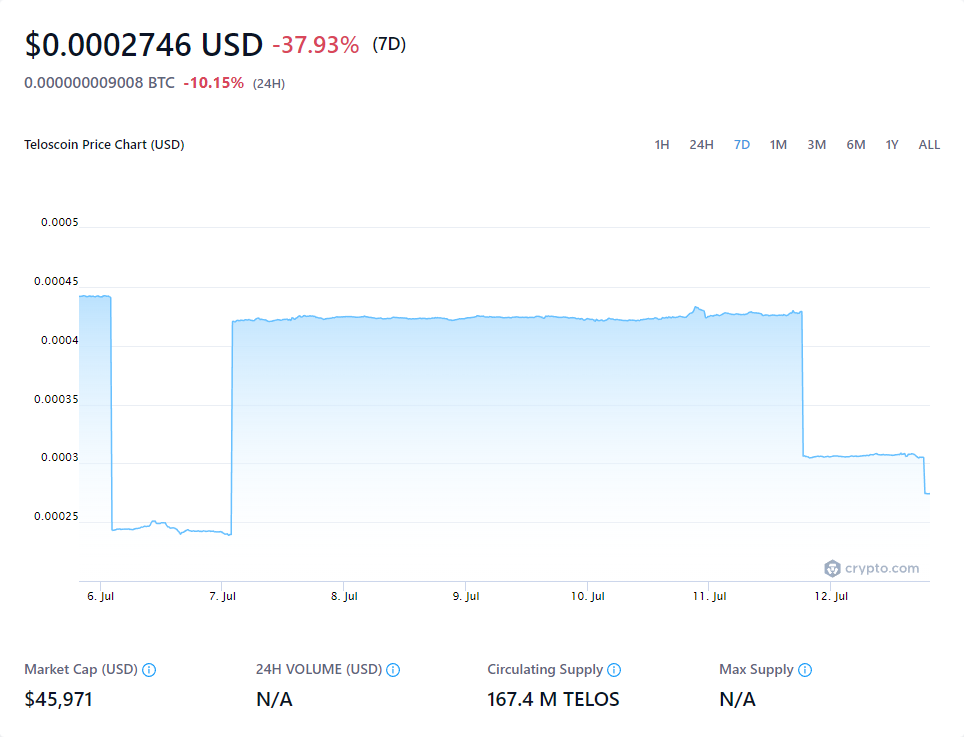 $0.0002746 USD -37.93% (7D)
0.000000009008 BTC -10.15% (24H)
Teloscoin Price Chart (USD) 1H 24H 7D 1M 3M 6M 1Y ALL
0.0005
0.00045
0.0004
0.00035
0.0003
0.00025
crypto.com
6. Jul 7. Jul 8. Jul 9. Jul 10. Jul 11. Jul 12. Jul
Market Cap (USD) 24H VOLUME (USD) Circulating Supply Max Supply
$45,971 N/A 167.4 M TELOS N/A